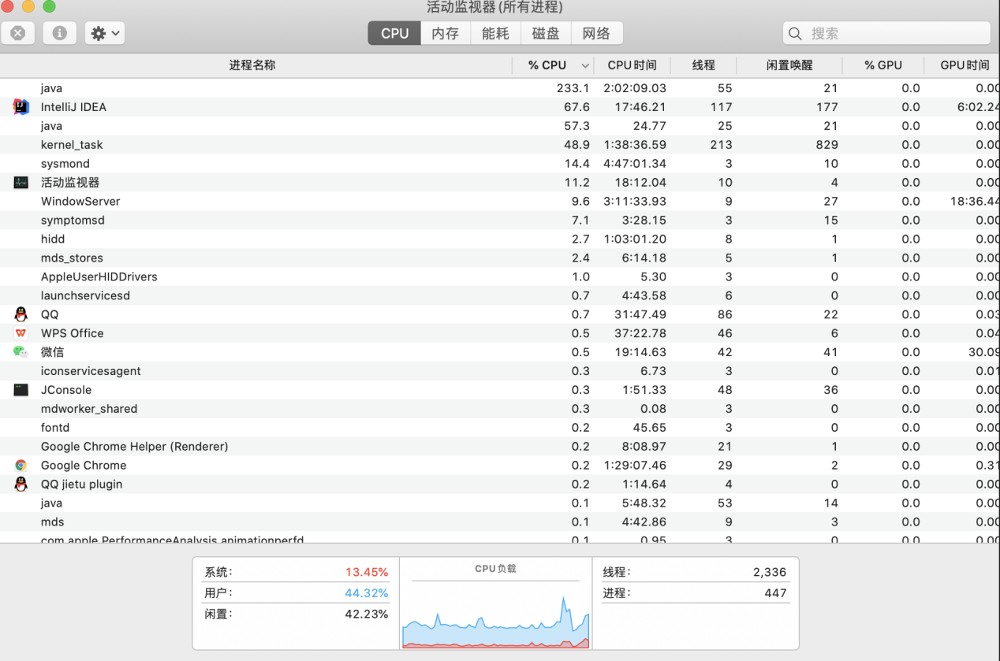 活动监视器 (所有进程)
CPU 内存 能耗 磁盘 网络 搜索
进程名称 % CPU CPU 时间 线程 闲置唤醒 % GPU GPU 时间
java 233.1 2:02:09.03 55 21 0.0 0.00
IntelliJ IDEA 67.6 17:46.21 117 177 0.0 6:02.24
java 57.3 24.77 25 21 0.0 0.00
kernel_task 48.9 1:38:36.59 213 829 0.0 0.00
sysmond 14.4 4:47:01.34 3 10 0.0 0.00
活动监视器 11.2 18:12.04 10 4 0.0 0.00
WindowServer 9.6 3:11:33.93 9 27 0.0 18:36.44
symptomsd 7.1 3:28.15 3 15 0.0 0.00
hidd 2.7 1:03:01.20 8 1 0.0 0.00
mds_stores 2.4 6:14.18 5 1 0.0 0.00
AppleUserHIDDrivers 1.0 5.30 3 0 0.0 0.00
launchservicesd 0.7 4:43.58 6 0 0.0 0.00
QQ 0.7 31:47.49 86 22 0.0 0.03
WPS Office 0.5 37:22.78 46 6 0.0 0.04
微信 0.5 19:14.63 42 41 0.0 30.09
iconservicesagent 0.3 6.73 3 0 0.0 0.01
JConsole 0.3 1:51.33 48 36 0.0 0.00
mdworker_shared 0.3 0.08 3 0 0.0 0.00
fontd 0.2 45.65 3 0 0.0 0.00
Google Chrome Helper (Renderer) 0.2 8:08.97 21 1 0.0 0.00
Google Chrome 0.2 1:29:07.46 29 2 0.0 0.31
QQ jietu plugin 0.2 1:14.64 4 0 0.0 0.00
java 0.1 5:48.32 53 14 0.0 0.00
mds 0.1 4:42.86 9 3 0.0 0.00
com.apple.PerformanceAnalysis.animationperfd 0.1 0.95 3 0 0.0 0.00
系统: 13.45% CPU负载 线程: 2,336
用户: 44.32% 进程: 447
闲置: 42.23%